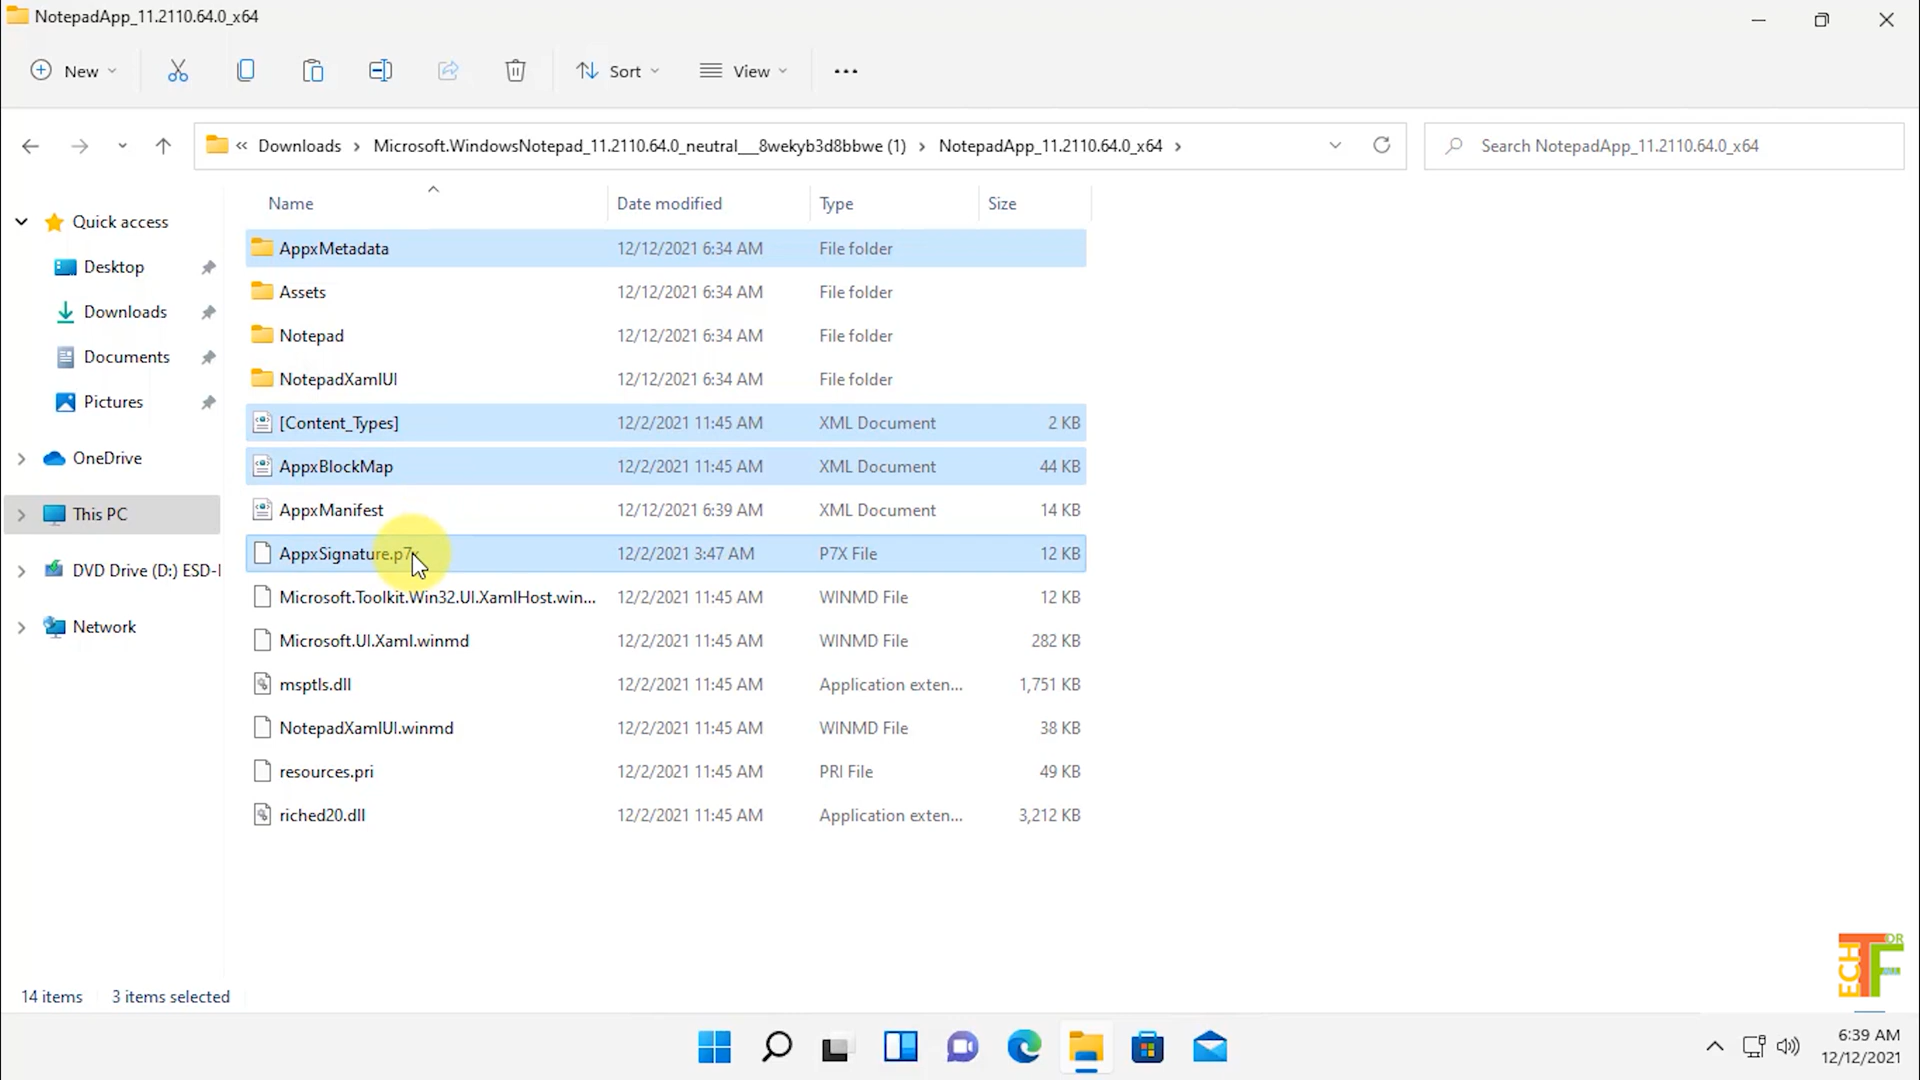 NotepadApp_11.2110.64.0_x64
New
Sort
View
Downloads
Microsoft.WindowsNotepad_11.2110.64.0_neutral___8wekyb3d8bbwe (1)
NotepadApp_11.2110.64.0_x64
Search NotepadApp_11.2110.64.0_x64
Quick access
Desktop
Downloads
Documents
Pictures
OneDrive
This PC
DVD Drive (D:) ESD-I
Network
Name Date modified Type Size
AppxMetadata 12/12/2021 6:34 AM File folder
Assets 12/12/2021 6:34 AM File folder
Notepad 12/12/2021 6:34 AM File folder
NotepadXamlUI 12/12/2021 6:34 AM File folder
[Content_Types] 12/2/2021 11:45 AM XML Document 2 KB
AppxBlockMap 12/2/2021 11:45 AM XML Document 44 KB
AppxManifest 12/12/2021 6:39 AM XML Document 14 KB
AppxSignature.p7x 12/2/2021 3:47 AM P7X File 12 KB
Microsoft.Toolkit.Win32.UI.XamlHost.win... 12/2/2021 11:45 AM WINMD File 12 KB
Microsoft.UI.Xaml.winmd 12/2/2021 11:45 AM WINMD File 282 KB
msptls.dll 12/2/2021 11:45 AM Application exten... 1,751 KB
NotepadXamlUI.winmd 12/2/2021 11:45 AM WINMD File 38 KB
resources.pri 12/2/2021 11:45 AM PRI File 49 KB
riched20.dll 12/2/2021 11:45 AM Application exten... 3,212 KB
14 items 3 items selected
TECH
DR
F
6:39 AM
12/12/2021